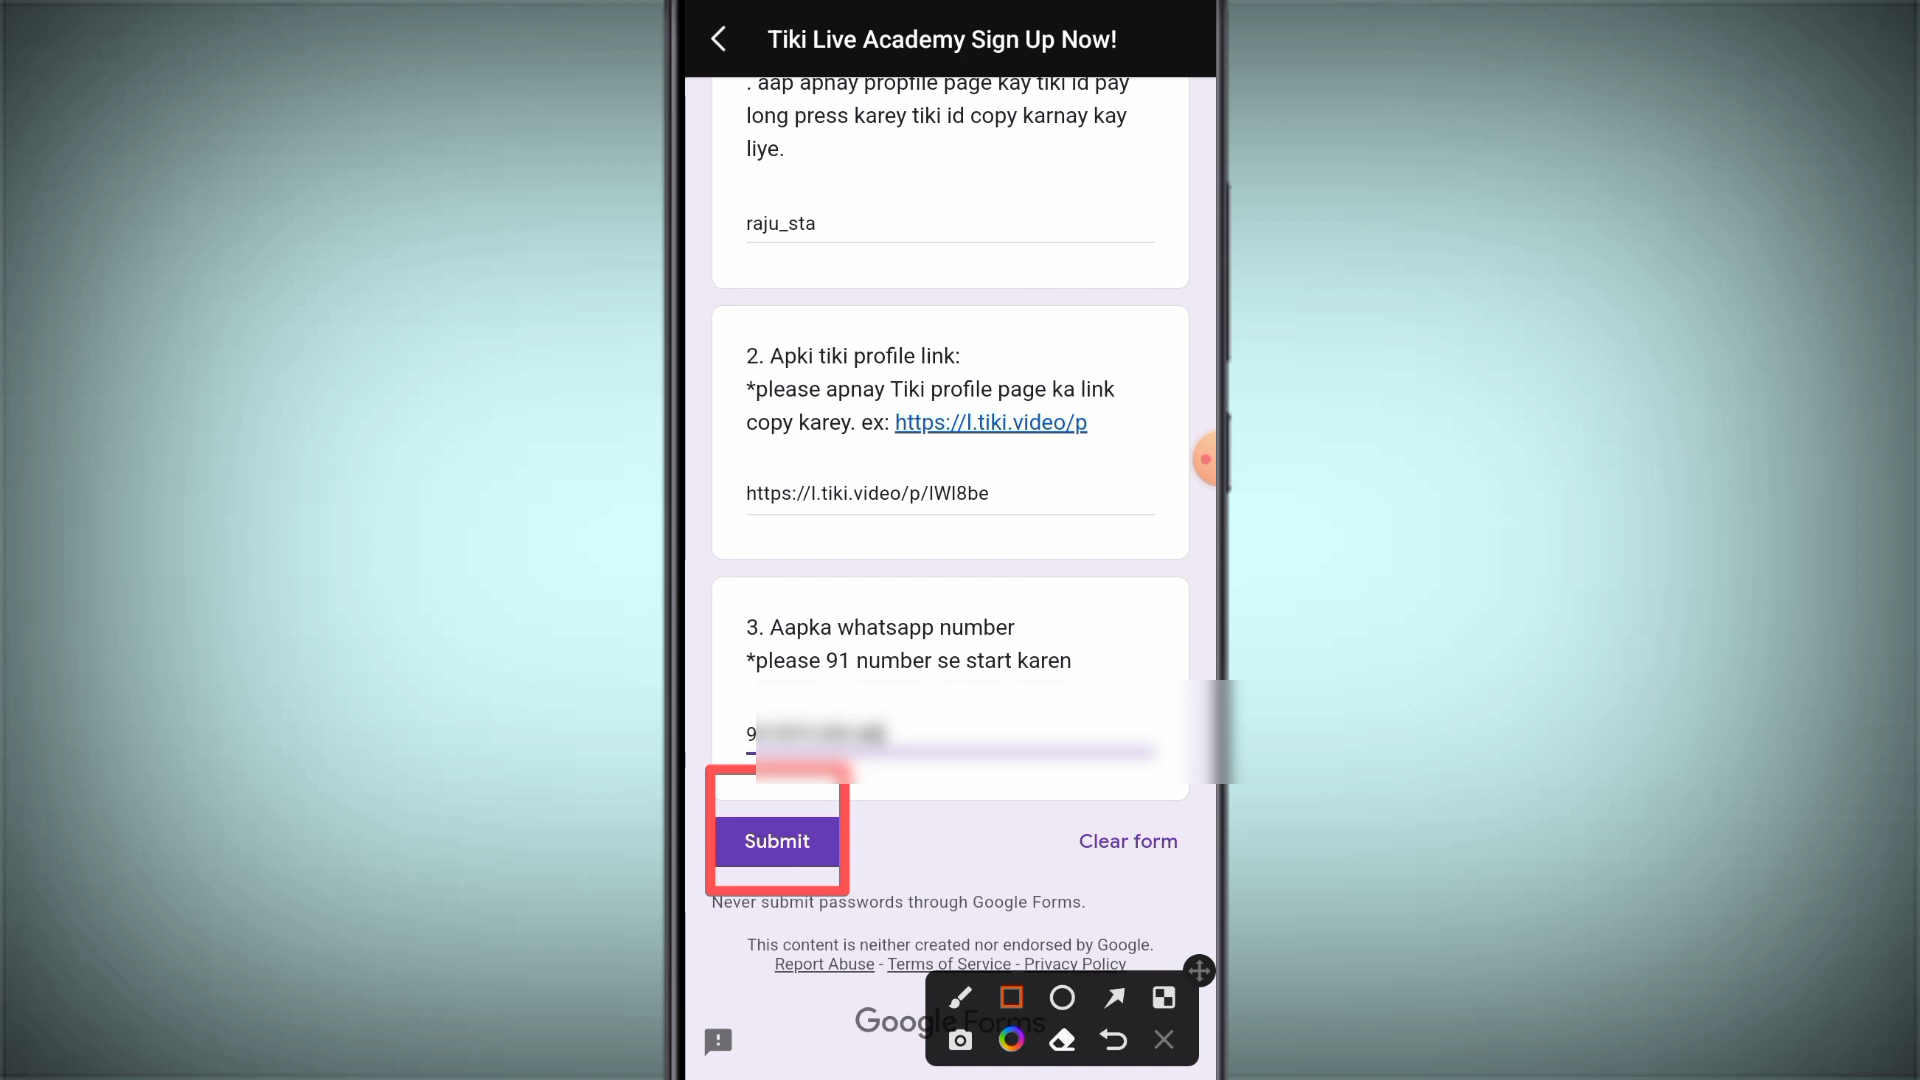 Tiki Live Academy Sign Up Now!
. aap apnay propfile page kay tiki id pay
long press karey tiki id copy karnay kay
liye.
raju_sta
2. Apki tiki profile link:
*please apnay Tiki profile page ka link
copy karey. ex: https://l.tiki.video/p
https://l.tiki.video/p/lWl8be
3. Aapka whatsapp number
*please 91 number se start karen
9
Submit
Clear form
Never submit passwords through Google Forms.
This content is neither created nor endorsed by Google.
Report Abuse - Terms of Service - Privacy Policy
Google Forms